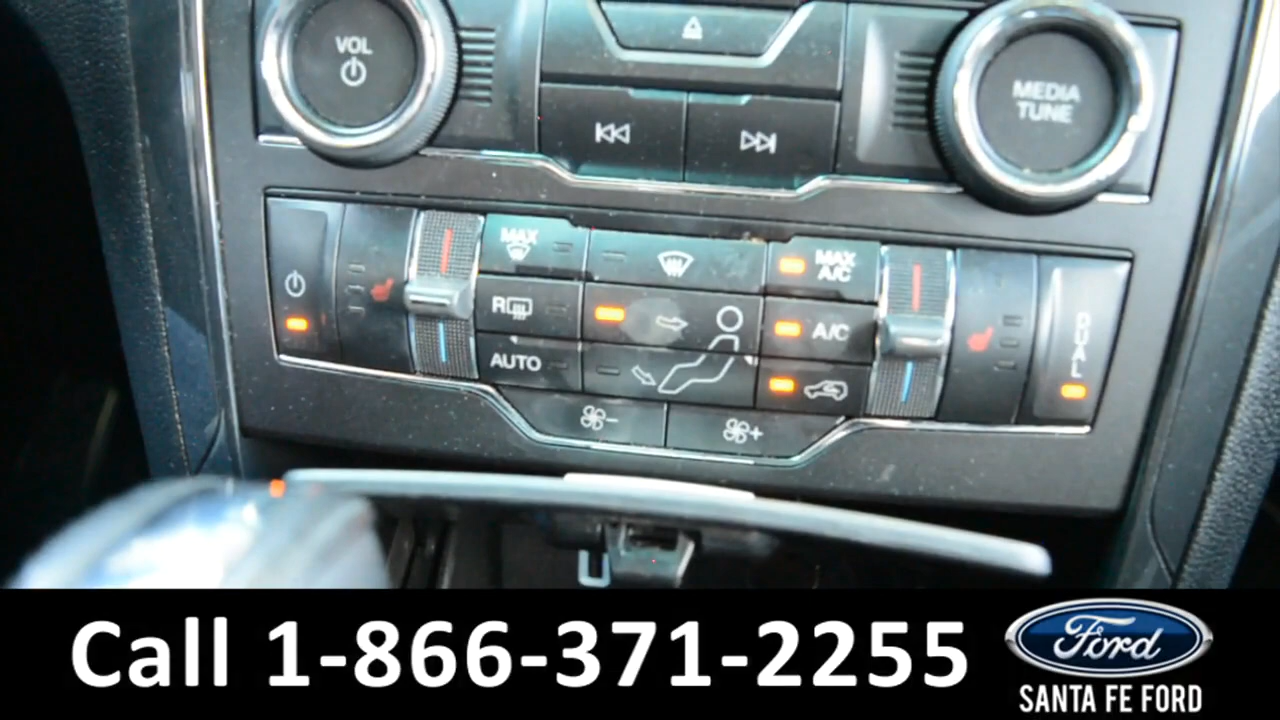 VOL
MEDIA
TUNE
MAX
MAX
A/C
R
A/C
AUTO
DUAL
Call 1-866-371-2255
Ford
SANTA FE FORD